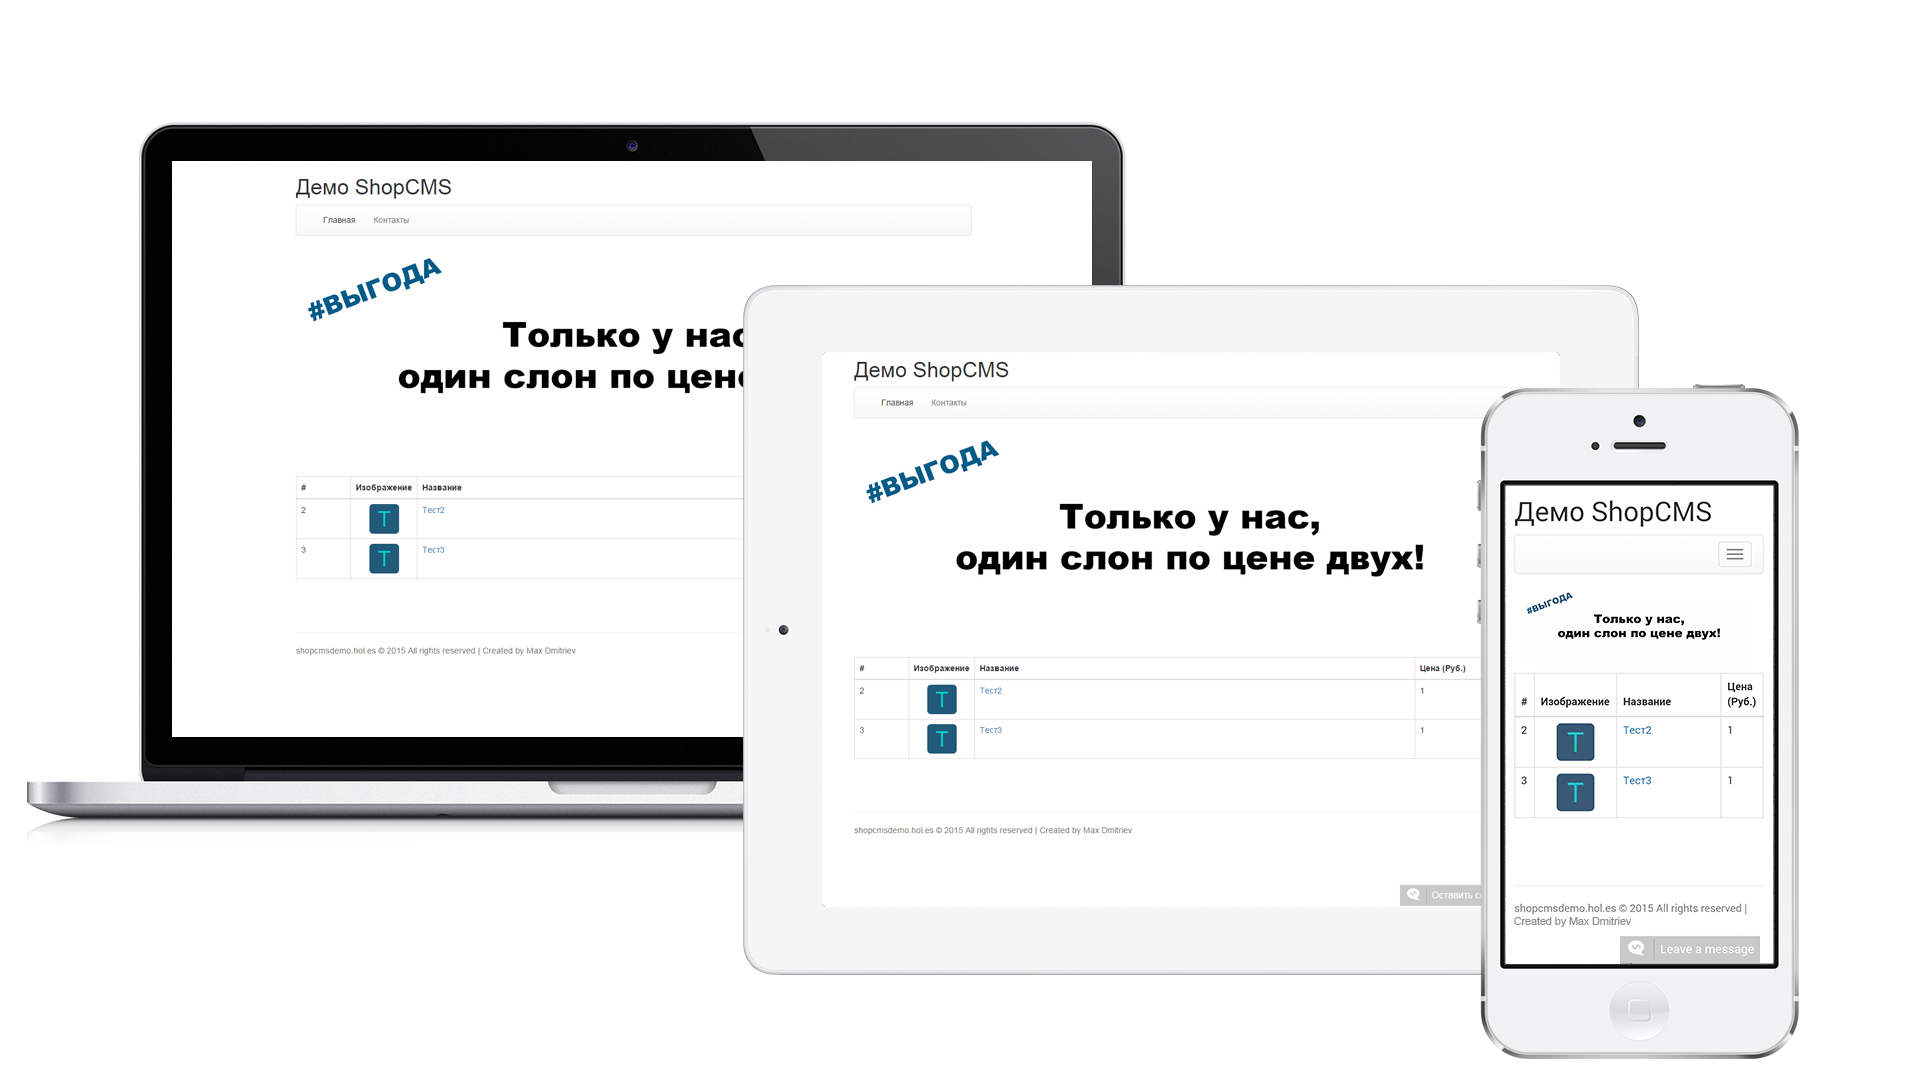 Демо ShopCMS
Главная Контакты
#ВЫГОДА
Только у нас
один слон по цене
# Изображение Название
2 T Тест2
3 T Тест3
shopcmsdemo.hol.es © 2015 All rights reserved | Created by Max Dmitriev
Демо ShopCMS
Главная Контакты
#ВЫГОДА
Только у нас,
один слон по цене двух!
# Изображение Название Цена (Руб.)
2 T Тест2 1
3 T Тест3 1
shopcmsdemo.hol.es © 2015 All rights reserved | Created by Max Dmitriev
Оставить
Демо ShopCMS
#ВЫГОДА
Только у нас,
один слон по цене двух!
# Изображение Название Цена (Руб.)
2 T Тест2 1
3 T Тест3 1
shopcmsdemo.hol.es © 2015 All rights reserved |
Created by Max Dmitriev
Leave a message